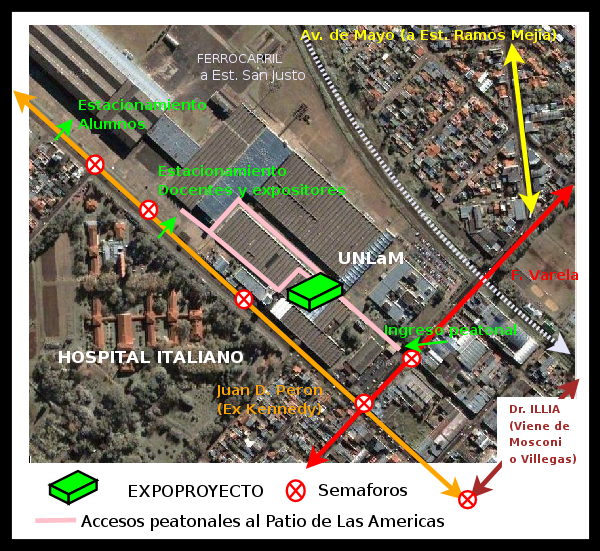 Av. de Mayo (a Est. Ramos Mejia)
FERROCARRIL
a Est. San justo
Estacionamiento
Alumnos
Estacionamiento
Docentes y expositores
UNLaM
F. Varela
Ingreso peatonal
HOSPITAL ITALIANO
Juan D. Peron
(Ex Kennedy)
Dr. ILLIA
(Viene de
Mosconi
o Villegas)
EXPOPROYECTO
Semaforos
Accesos peatonales al Patio de Las Americas